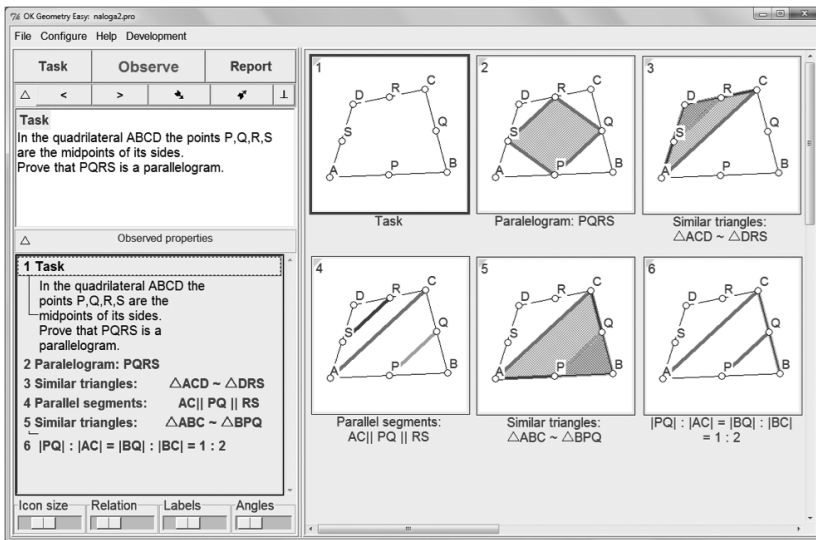 7% OK Geometry Easy: naloga2.pro
File Configure Help Development
Task Observe Report
△ < > ⊥
Task
In the quadrilateral ABCD the points P,Q,R,S
are the midpoints of its sides.
Prove that PQRS is a parallelogram.
△ Observed properties
1 Task
In the quadrilateral ABCD the
points P,Q,R,S are the
midpoints of its sides.
Prove that PQRS is a
parallelogram.
2 Paralelogram: PQRS
3 Similar triangles: △ACD ~ △DRS
4 Parallel segments: AC|| PQ || RS
5 Similar triangles: △ABC ~ △BPQ
6 |PQ| : |AC| = |BQ| : |BC| = 1 : 2
Icon size Relation Labels Angles
1
D R C
S Q
A P B
Task
2
D R C
S Q
A P B
Paralelogram: PQRS
3
D R C
S Q
A P B
Similar triangles:
△ACD ~ △DRS
4
D R C
S Q
A P B
Parallel segments:
AC|| PQ || RS
5
D R C
S Q
A P B
Similar triangles:
△ABC ~ △BPQ
6
D R C
S Q
A P B
|PQ| : |AC| = |BQ| : |BC|
= 1 : 2